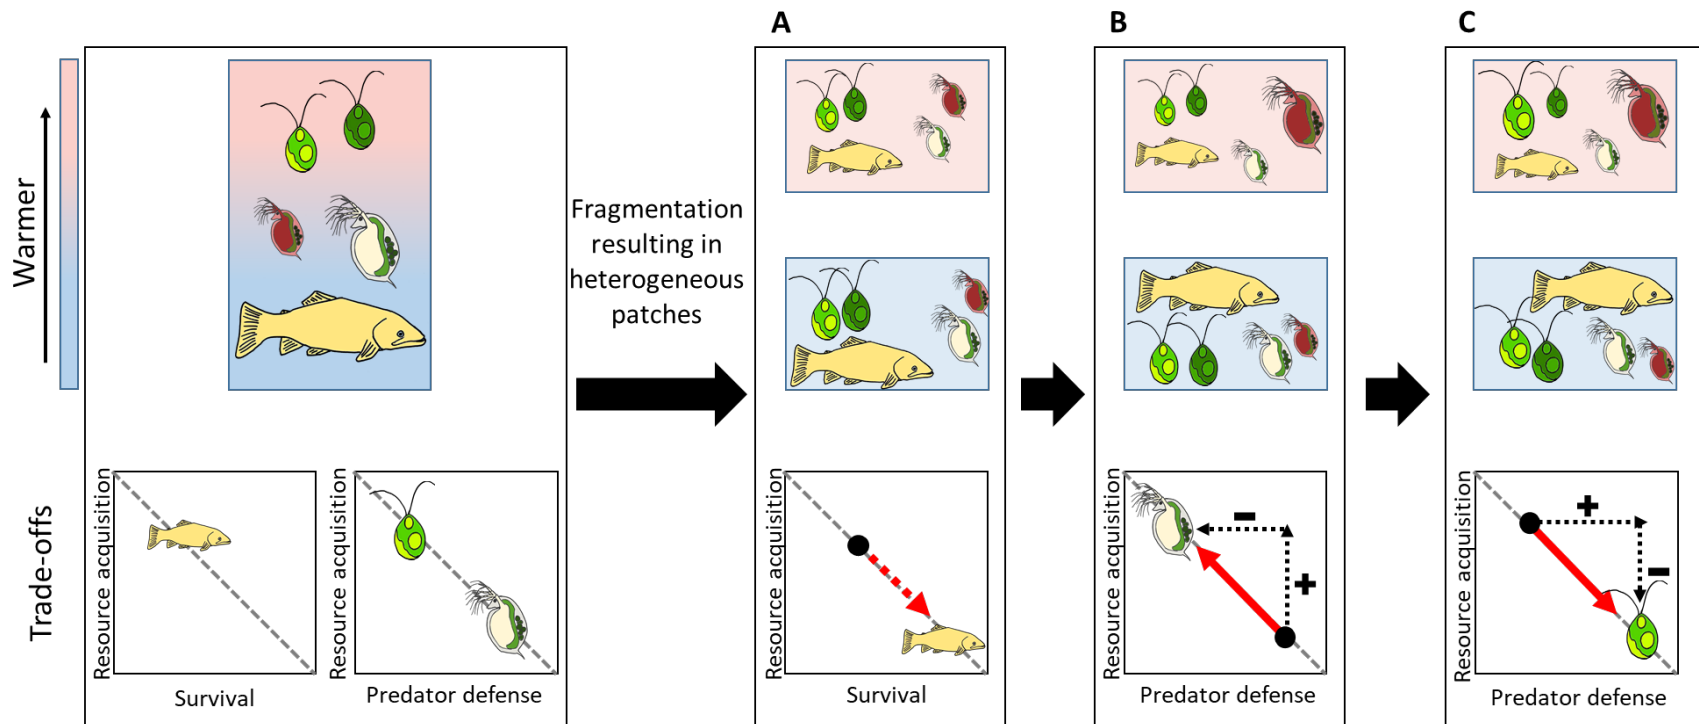 A
B
C
Warmer
Fragmentation
resulting in
heterogeneous
patches
Trade-offs
Resource acquisition
Survival
Resource acquisition
Predator defense
Resource acquisition
Survival
Resource acquisition
−
+
Predator defense
Resource acquisition
+
−
Predator defense